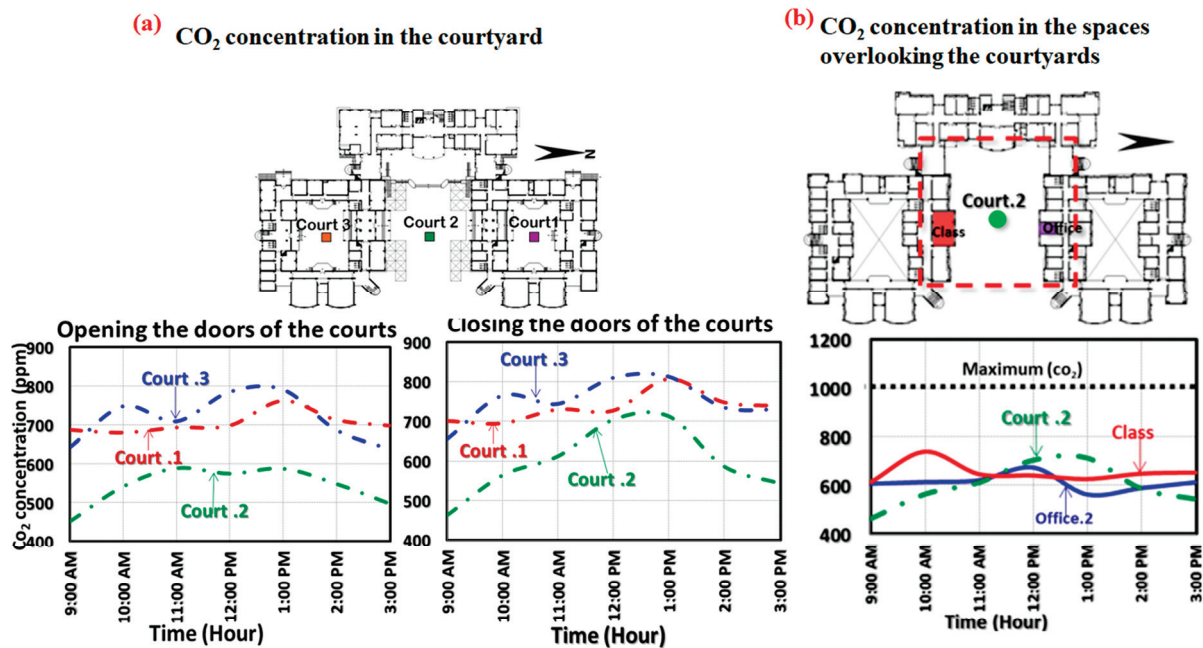 (a)
CO₂ concentration in the courtyard
N
Court 3
Court 2
Court1
Opening the doors of the courts
Co₂ concentration (ppm)
900
800
700
600
500
400
Court .3
Court .1
Court .2
9:00 AM
10:00 AM
11:00 AM
12:00 PM
1:00 PM
2:00 PM
3:00 PM
Time (Hour)
Closing the doors of the courts
900
800
700
600
500
400
Court .3
Court .1
Court .2
9:00 AM
10:00 AM
11:00 AM
12:00 PM
1:00 PM
2:00 PM
3:00 PM
Time (Hour)
(b)
CO₂ concentration in the spaces
overlooking the courtyards
Court.2
Class
Office
1200
1000
800
600
400
200
0
Maximum (co₂)
Court .2
Class
Office.2
9:00 AM
10:00 AM
11:00 AM
12:00 PM
1:00 PM
2:00 PM
3:00 PM
Time (Hour)